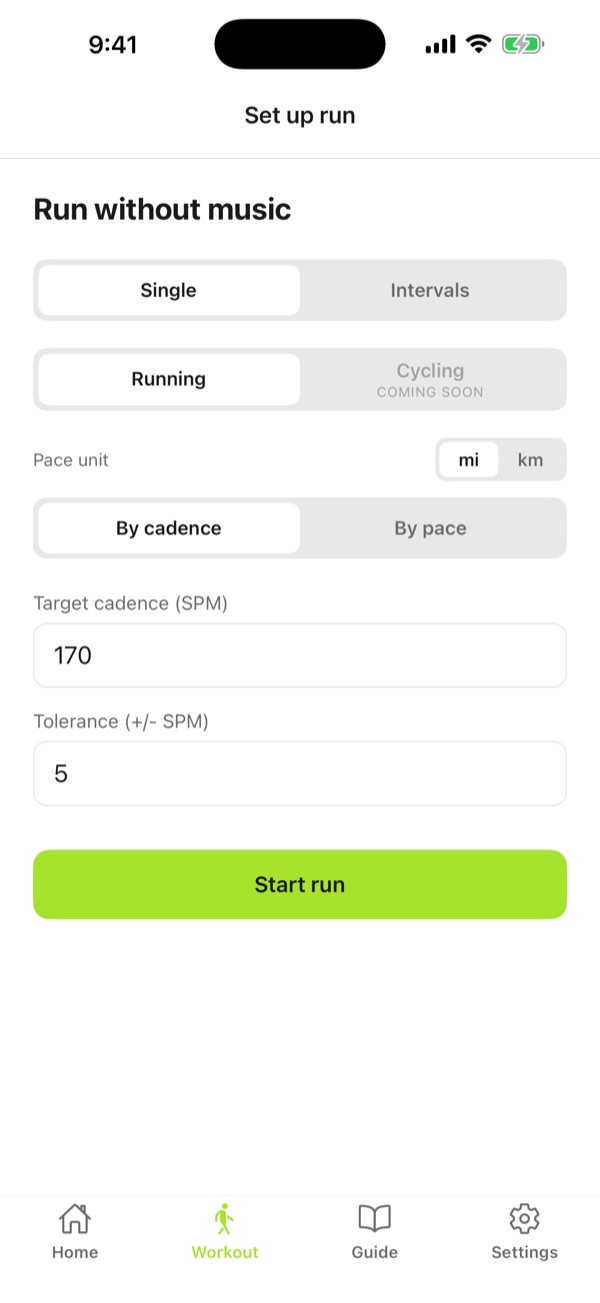 9:41
Set up run
Run without music
Single Intervals
Running Cycling
COMING SOON
Pace unit mi km
By cadence By pace
Target cadence (SPM)
170
Tolerance (+/- SPM)
5
Start run
Home Workout Guide Settings